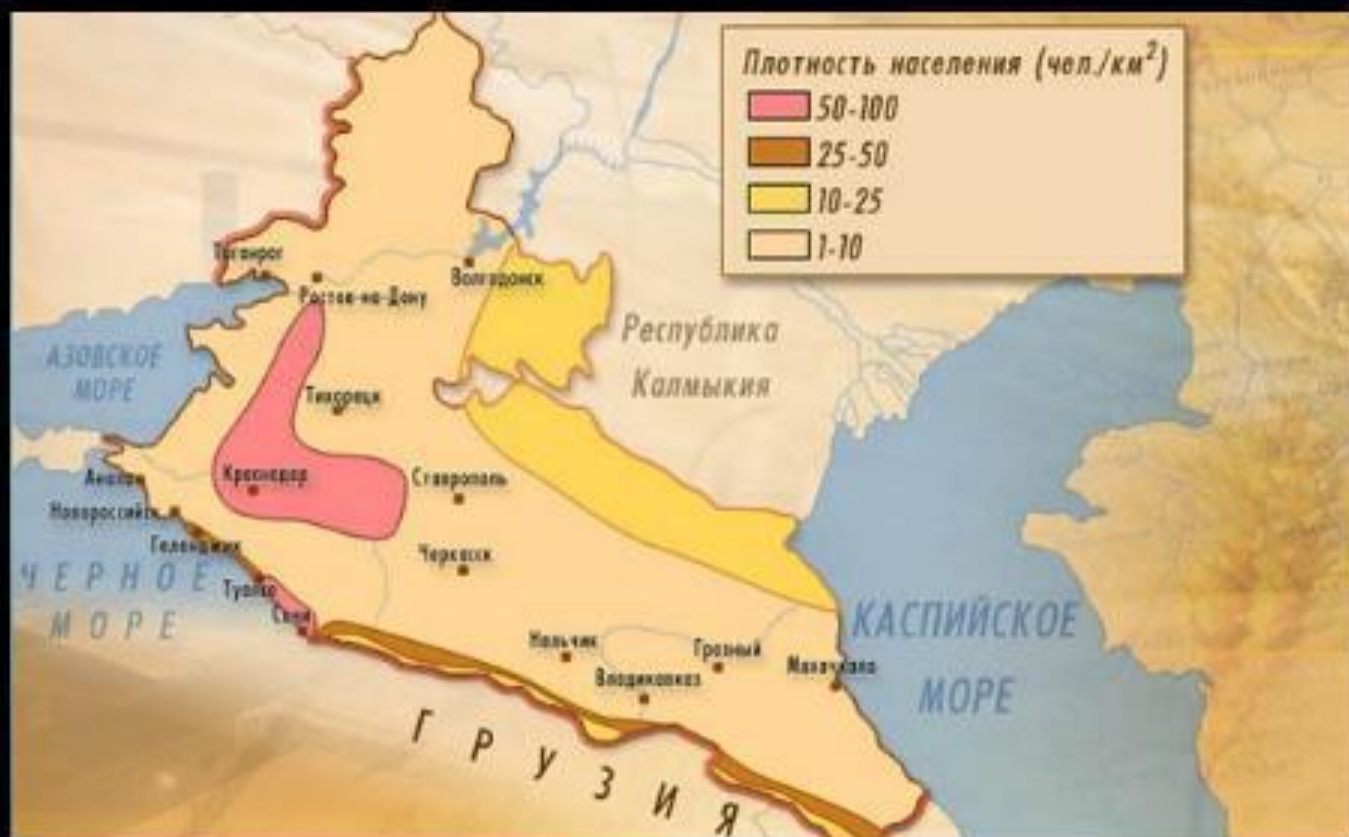 Плотность населения (чел./км²)
50-100
25-50
10-25
1-10
Таганрог
Ростов-на-Дону
Волгодонск
Республика
Калмыкия
АЗОВСКОЕ
МОРЕ
Тихорецк
Краснодар
Ставрополь
Анапа
Новороссийск
Геленджик
Черкесск
ЧЕРНОЕ
МОРЕ
Туапсе
Сочи
КАСПИЙСКОЕ
МОРЕ
Нальчик
Грозный
Владикавказ
Махачкала
ГРУЗИЯ